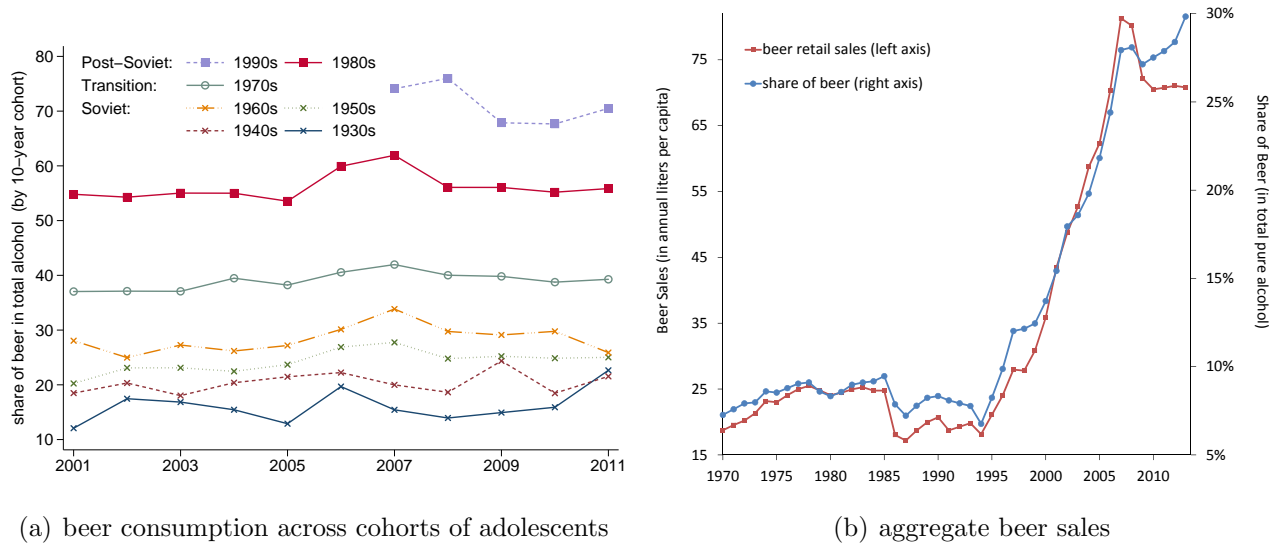 share of beer in total alcohol (by 10−year cohort)
80
70
60
50
40
30
20
10
Post−Soviet: 1990s 1980s
Transition: 1970s
Soviet: 1960s 1950s
1940s 1930s
2001 2003 2005 2007 2009 2011
(a) beer consumption across cohorts of adolescents
Beer Sales (in annual liters per capita)
75
65
55
45
35
25
15
beer retail sales (left axis)
share of beer (right axis)
30%
25%
20%
15%
10%
5%
Share of Beer (in total pure alcohol)
1970 1975 1980 1985 1990 1995 2000 2005 2010
(b) aggregate beer sales